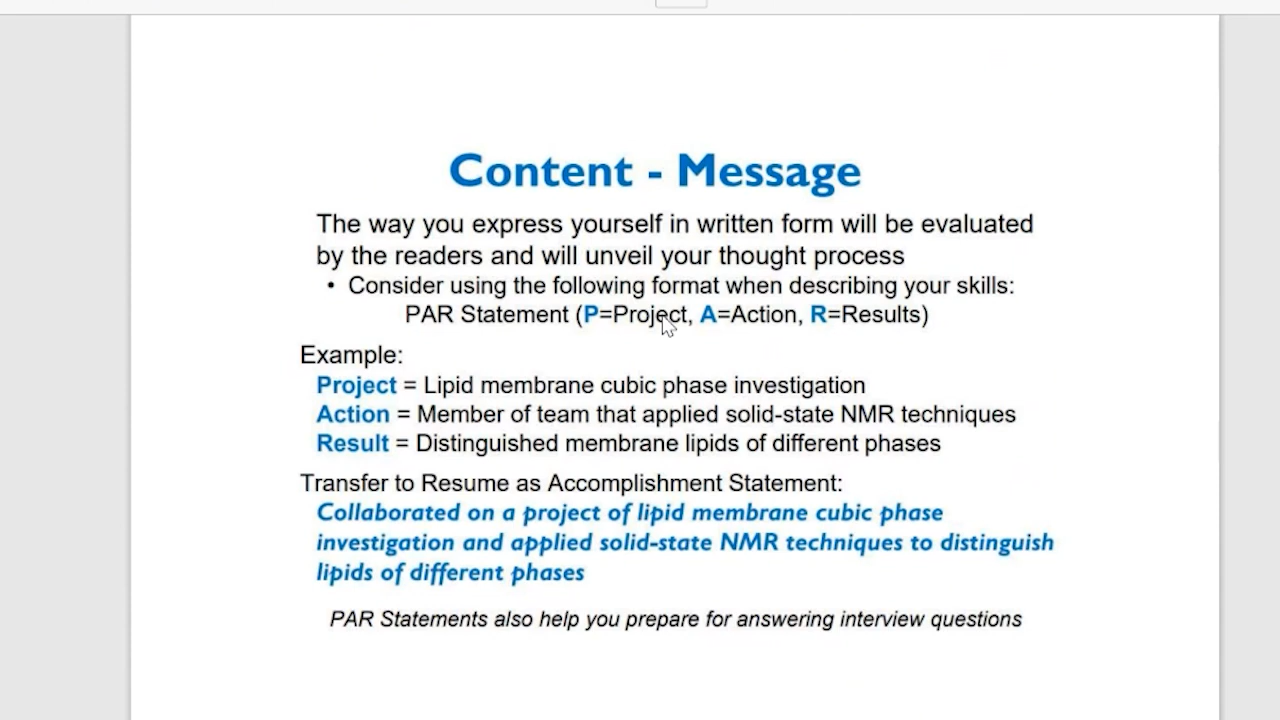 Content - Message
The way you express yourself in written form will be evaluated
by the readers and will unveil your thought process
• Consider using the following format when describing your skills:
PAR Statement (P=Project, A=Action, R=Results)
Example:
Project = Lipid membrane cubic phase investigation
Action = Member of team that applied solid-state NMR techniques
Result = Distinguished membrane lipids of different phases
Transfer to Resume as Accomplishment Statement:
Collaborated on a project of lipid membrane cubic phase
investigation and applied solid-state NMR techniques to distinguish
lipids of different phases
PAR Statements also help you prepare for answering interview questions